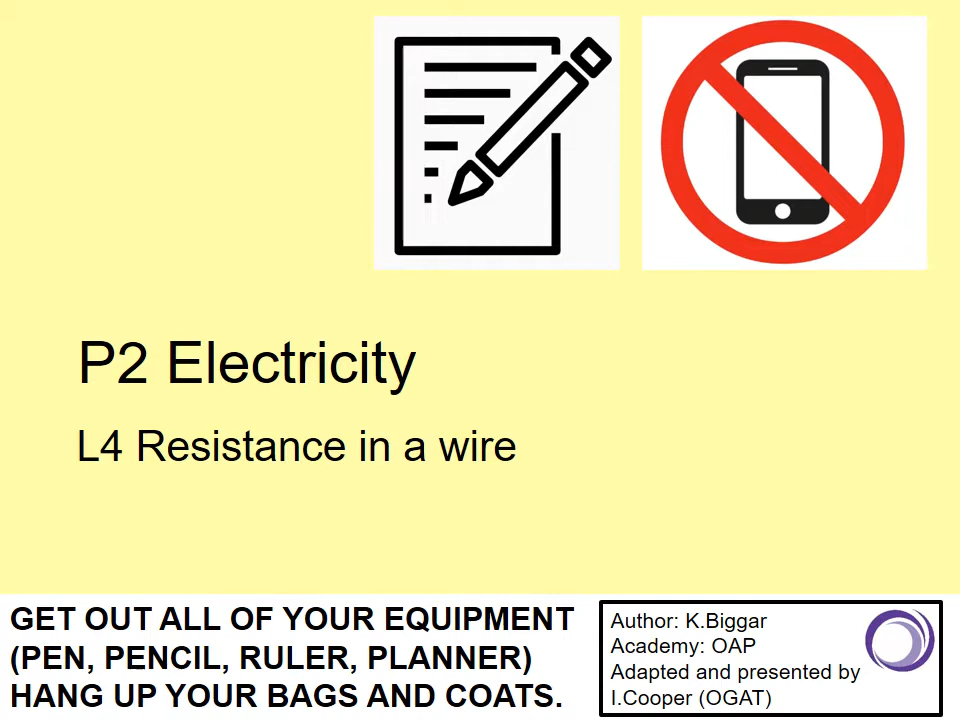 P2 Electricity
L4 Resistance in a wire
GET OUT ALL OF YOUR EQUIPMENT
(PEN, PENCIL, RULER, PLANNER)
HANG UP YOUR BAGS AND COATS.
Author: K.Biggar
Academy: OAP
Adapted and presented by
I.Cooper (OGAT)